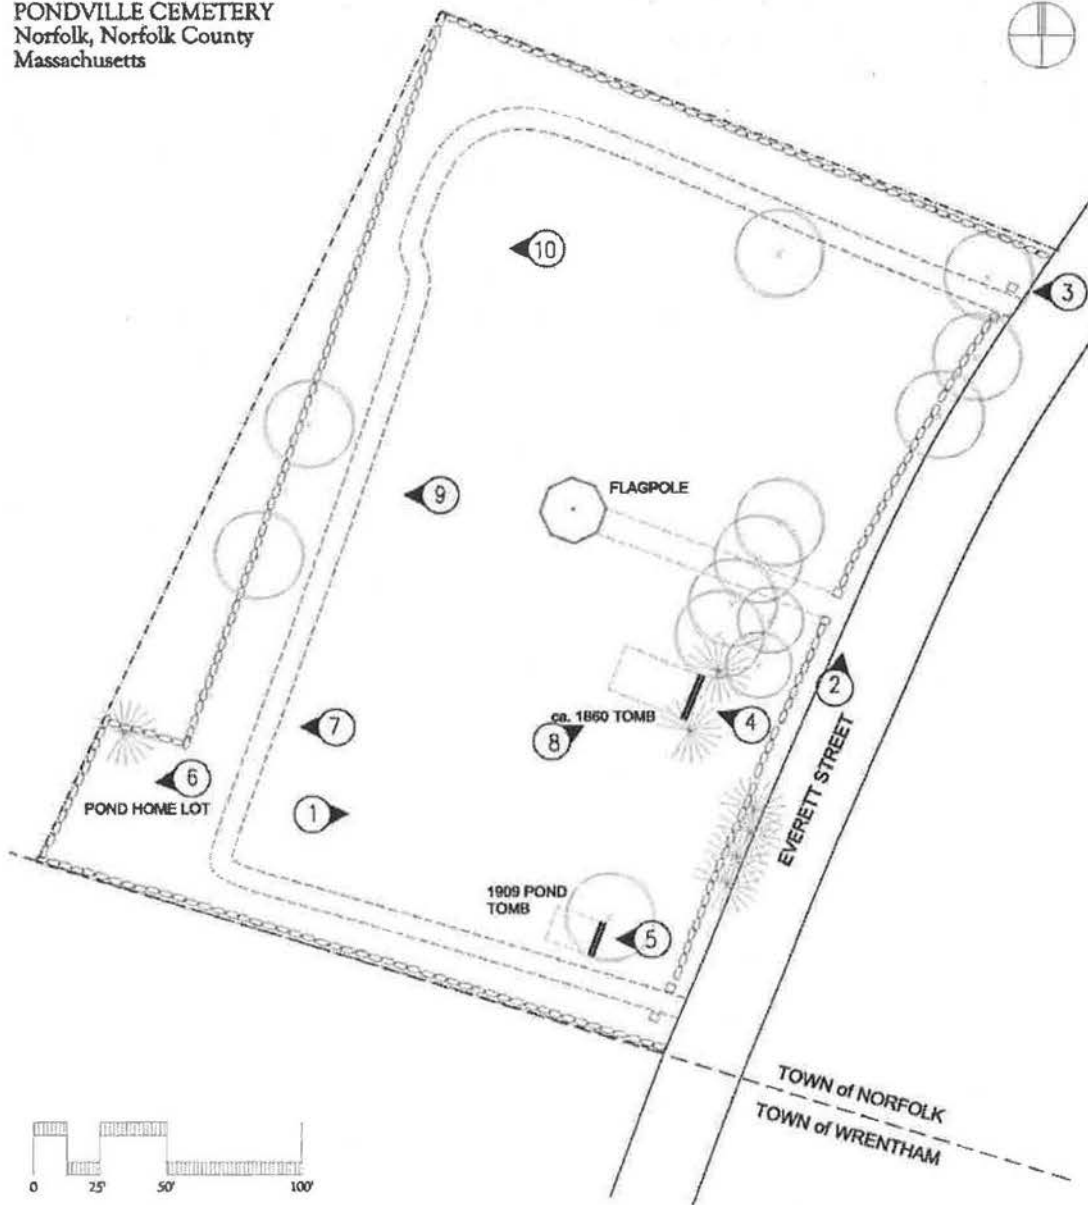 PONDVILLE CEMETERY
Norfolk, Norfolk County
Massachusetts
10
3
9
FLAGPOLE
2
7
ca. 1860 TOMB
4
8
6
POND HOME LOT
1
EVERETT STREET
1909 POND
TOMB
5
TOWN of NORFOLK
TOWN of WRENTHAM
0 25' 50' 100'